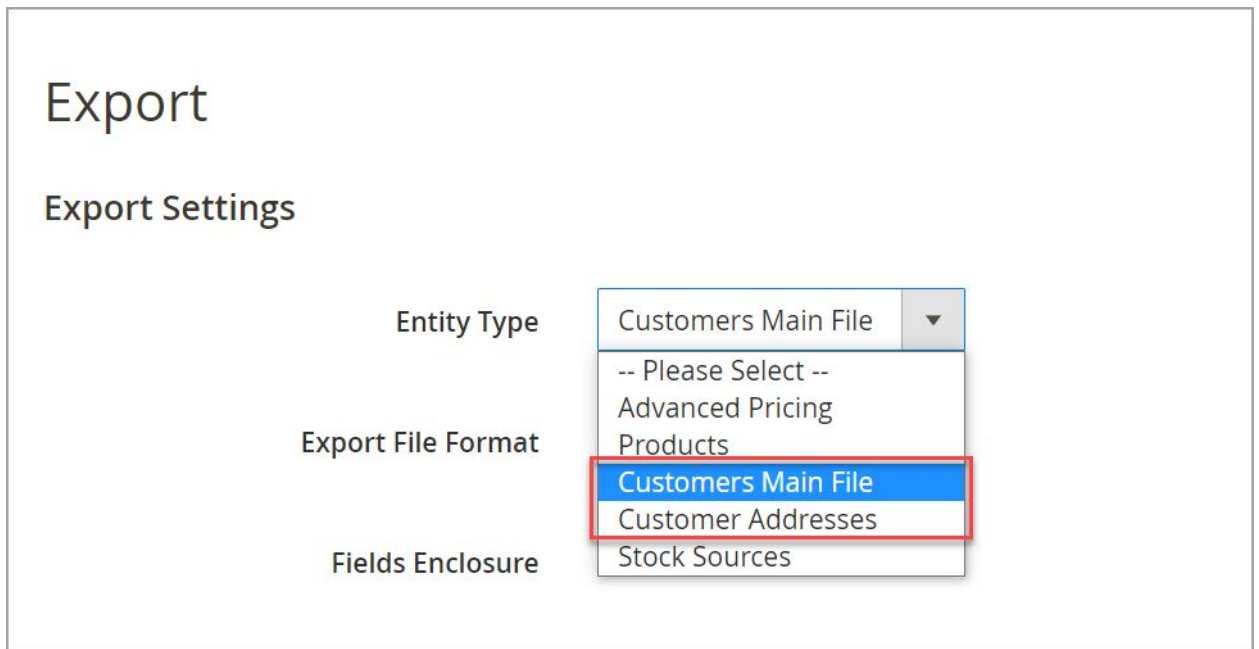 Export
Export Settings
Entity Type
Customers Main File
-- Please Select --
Advanced Pricing
Products
Customers Main File
Customer Addresses
Stock Sources
Export File Format
Fields Enclosure